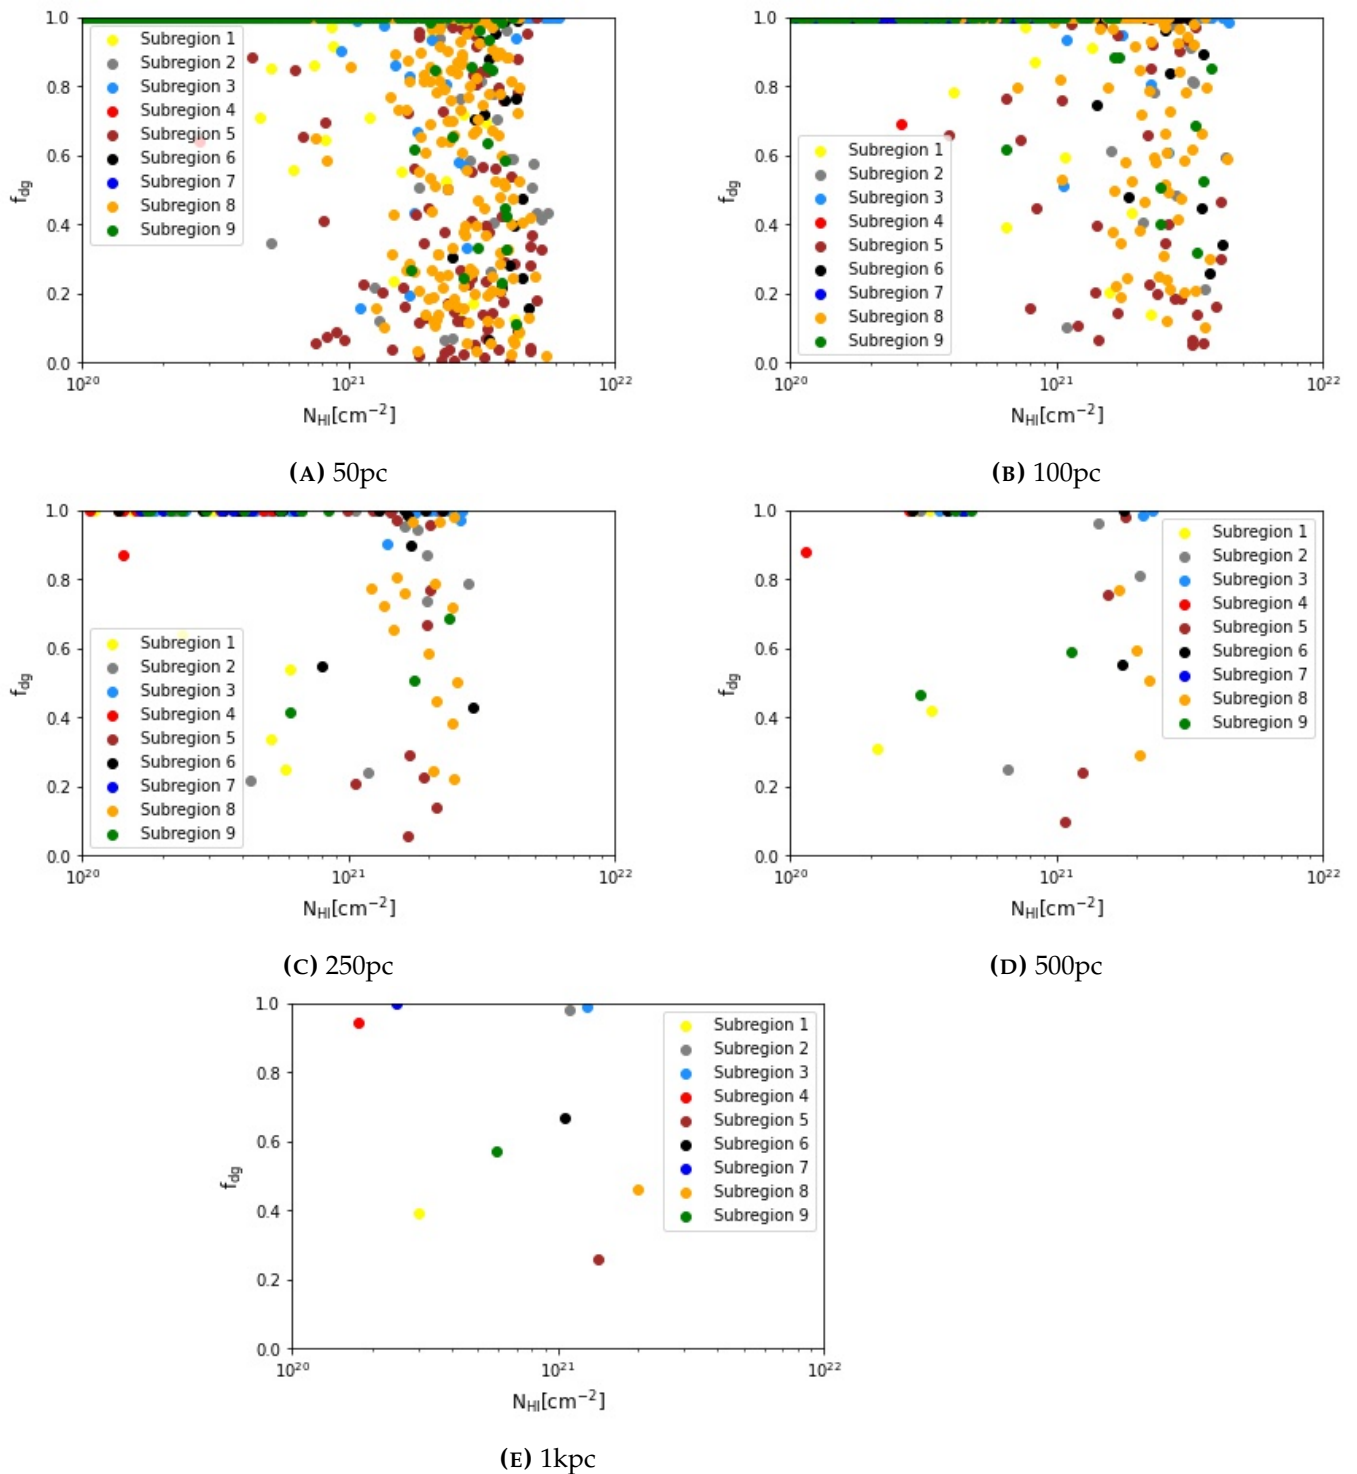 1.0
0.8
0.6
0.4
0.2
0.0
f_dg
Subregion 1
Subregion 2
Subregion 3
Subregion 4
Subregion 5
Subregion 6
Subregion 7
Subregion 8
Subregion 9
10^20 10^21 10^22
N_HI[cm^−2]
(A) 50pc
1.0
0.8
0.6
0.4
0.2
0.0
f_dg
Subregion 1
Subregion 2
Subregion 3
Subregion 4
Subregion 5
Subregion 6
Subregion 7
Subregion 8
Subregion 9
10^20 10^21 10^22
N_HI[cm^−2]
(B) 100pc
1.0
0.8
0.6
0.4
0.2
0.0
f_dg
Subregion 1
Subregion 2
Subregion 3
Subregion 4
Subregion 5
Subregion 6
Subregion 7
Subregion 8
Subregion 9
10^20 10^21 10^22
N_HI[cm^−2]
(C) 250pc
1.0
0.8
0.6
0.4
0.2
0.0
f_dg
Subregion 1
Subregion 2
Subregion 3
Subregion 4
Subregion 5
Subregion 6
Subregion 7
Subregion 8
Subregion 9
10^20 10^21 10^22
N_HI[cm^−2]
(D) 500pc
1.0
0.8
0.6
0.4
0.2
0.0
f_dg
Subregion 1
Subregion 2
Subregion 3
Subregion 4
Subregion 5
Subregion 6
Subregion 7
Subregion 8
Subregion 9
10^20 10^21 10^22
N_HI[cm^−2]
(E) 1kpc